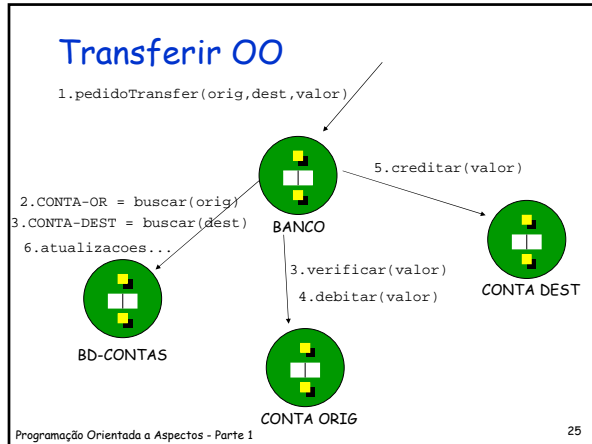 Transferir OO
1.pedidoTransfer(orig,dest,valor)
5.creditar(valor)
2.CONTA-OR = buscar(orig)
3.CONTA-DEST = buscar(dest)
6.atualizacoes...
BANCO
3.verificar(valor)
4.debitar(valor)
CONTA DEST
BD-CONTAS
CONTA ORIG
Programação Orientada a Aspectos - Parte 1
25